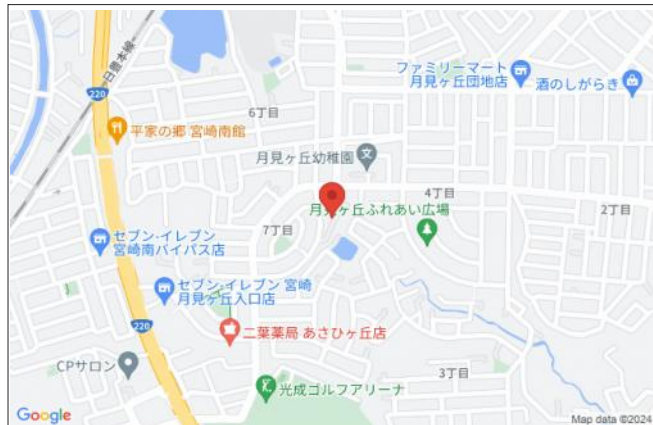 日豊本線
220
ファミリーマート
月見ヶ丘団地店
酒のしがらき
6丁目
平家の郷 宮崎南館
月見ヶ丘幼稚園
文
4丁目
月見ヶ丘ふれあい広場
2丁目
7丁目
セブン-イレブン
宮崎南バイパス店
セブン-イレブン 宮崎
月見ヶ丘入口店
220
二葉薬局 あさひヶ丘店
CPサロン
3丁目
光成ゴルフアリーナ
Google
Map data ©2024